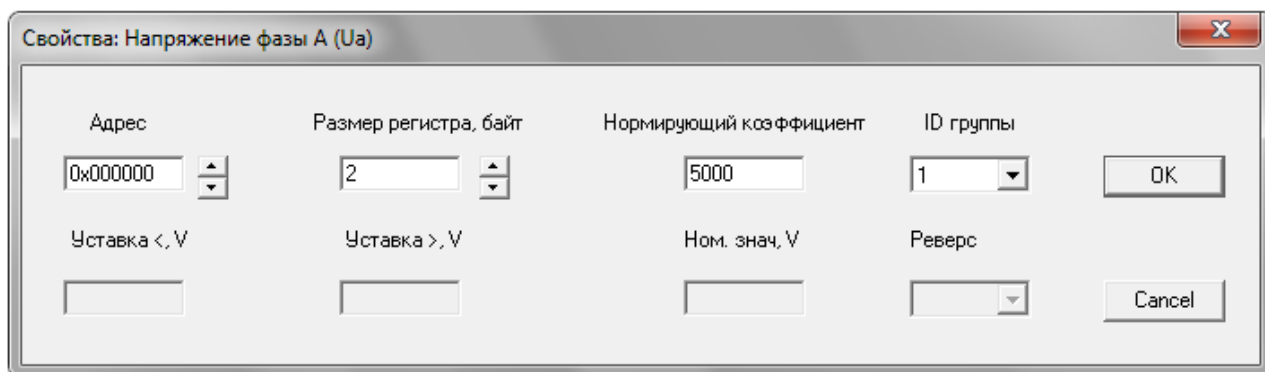 Свойства: Напряжение фазы A (Ua)
Адрес Размер регистра, байт Нормирующий коэффициент ID группы
0x000000 2 5000 1 OK
Уставка <, V Уставка >, V Ном. знач, V Реверс
Cancel